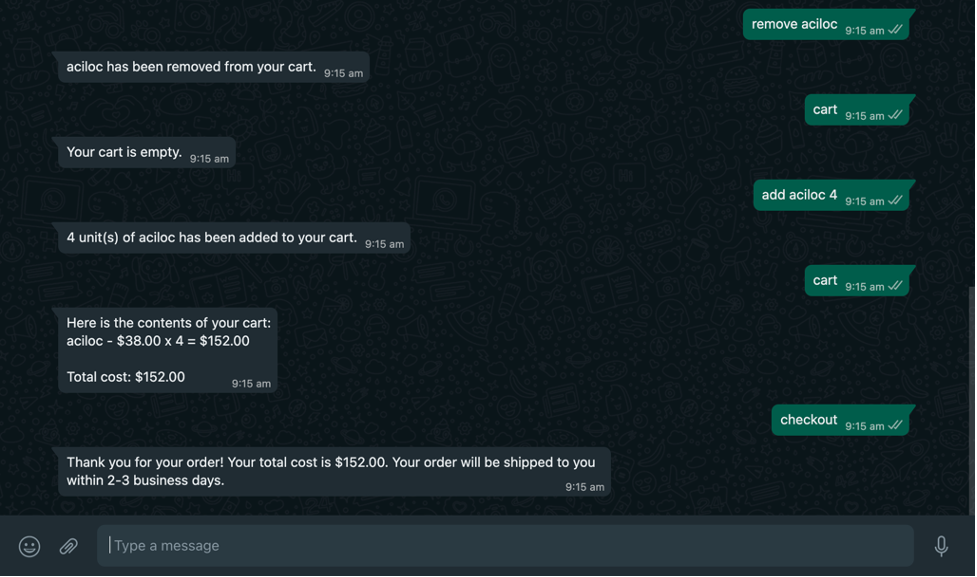 remove aciloc 9:15 am
aciloc has been removed from your cart. 9:15 am
cart 9:15 am
Your cart is empty. 9:15 am
add aciloc 4 9:15 am
4 unit(s) of aciloc has been added to your cart. 9:15 am
cart 9:15 am
Here is the contents of your cart:
aciloc - $38.00 x 4 = $152.00
Total cost: $152.00 9:15 am
checkout 9:15 am
Thank you for your order! Your total cost is $152.00. Your order will be shipped to you
within 2-3 business days. 9:15 am
Type a message